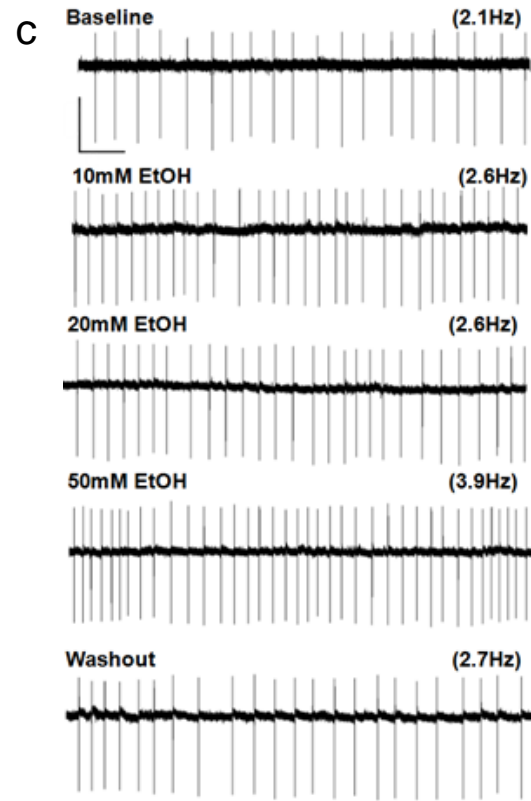 c
Baseline (2.1Hz)
10mM EtOH (2.6Hz)
20mM EtOH (2.6Hz)
50mM EtOH (3.9Hz)
Washout (2.7Hz)